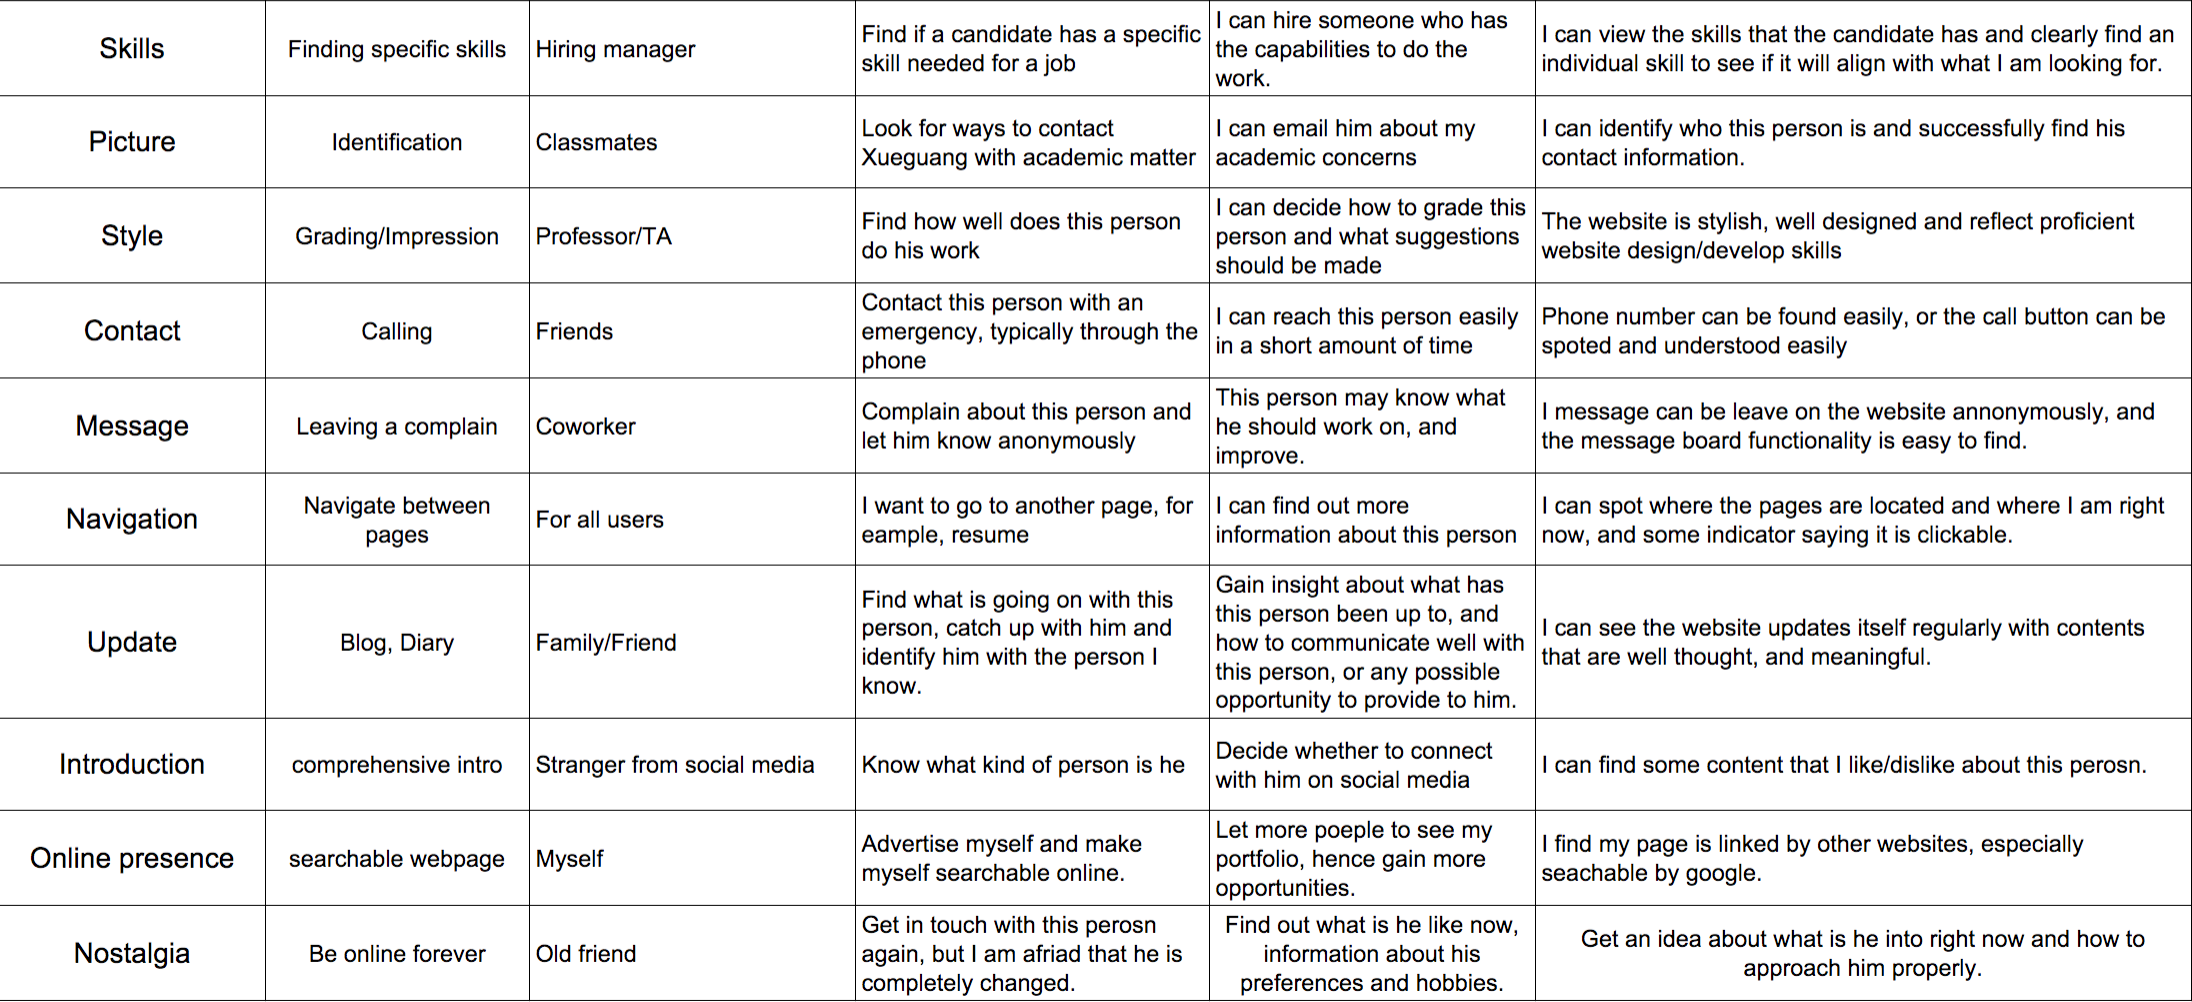 Skills
Finding specific skills
Hiring manager
Find if a candidate has a specific
skill needed for a job
I can hire someone who has
the capabilities to do the
work.
I can view the skills that the candidate has and clearly find an
individual skill to see if it will align with what I am looking for.
Picture
Identification
Classmates
Look for ways to contact
Xueguang with academic matter
I can email him about my
academic concerns
I can identify who this person is and successfully find his
contact information.
Style
Grading/Impression
Professor/TA
Find how well does this person
do his work
I can decide how to grade this
person and what suggestions
should be made
The website is stylish, well designed and reflect proficient
website design/develop skills
Contact
Calling
Friends
Contact this person with an
emergency, typically through the
phone
I can reach this person easily
in a short amount of time
Phone number can be found easily, or the call button can be
spoted and understood easily
Message
Leaving a complain
Coworker
Complain about this person and
let him know anonymously
This person may know what
he should work on, and
improve.
I message can be leave on the website annonymously, and
the message board functionality is easy to find.
Navigation
Navigate between
pages
For all users
I want to go to another page, for
eample, resume
I can find out more
information about this person
I can spot where the pages are located and where I am right
now, and some indicator saying it is clickable.
Update
Blog, Diary
Family/Friend
Find what is going on with this
person, catch up with him and
identify him with the person I
know.
Gain insight about what has
this person been up to, and
how to communicate well with
this person, or any possible
opportunity to provide to him.
I can see the website updates itself regularly with contents
that are well thought, and meaningful.
Introduction
comprehensive intro
Stranger from social media
Know what kind of person is he
Decide whether to connect
with him on social media
I can find some content that I like/dislike about this perosn.
Online presence
searchable webpage
Myself
Advertise myself and make
myself searchable online.
Let more poeple to see my
portfolio, hence gain more
opportunities.
I find my page is linked by other websites, especially
seachable by google.
Nostalgia
Be online forever
Old friend
Get in touch with this perosn
again, but I am afriad that he is
completely changed.
Find out what is he like now,
information about his
preferences and hobbies.
Get an idea about what is he into right now and how to
approach him properly.